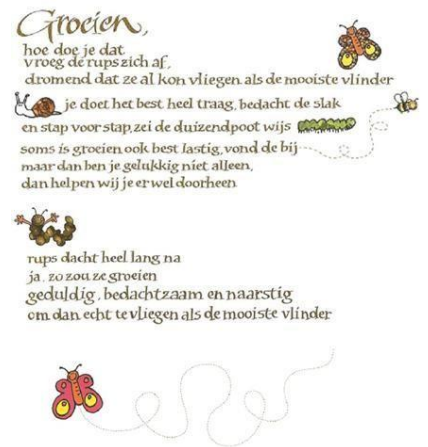 Groeien,
hoe doe je dat
vroeg de rups zich af,
dromend dat ze al kon vliegen als de mooiste vlinder
je doet het best heel traag, bedacht de slak
en stap voor stap, zei de duizendpoot wijs
soms is groeien ook best lastig, vond de bij
maar dan ben je gelukkig niet alleen,
dan helpen wij je er wel doorheen
rups dacht heel lang na
ja, zo zou ze groeien
geduldig, bedachtzaam en naarstig
om dan echt te vliegen als de mooiste vlinder